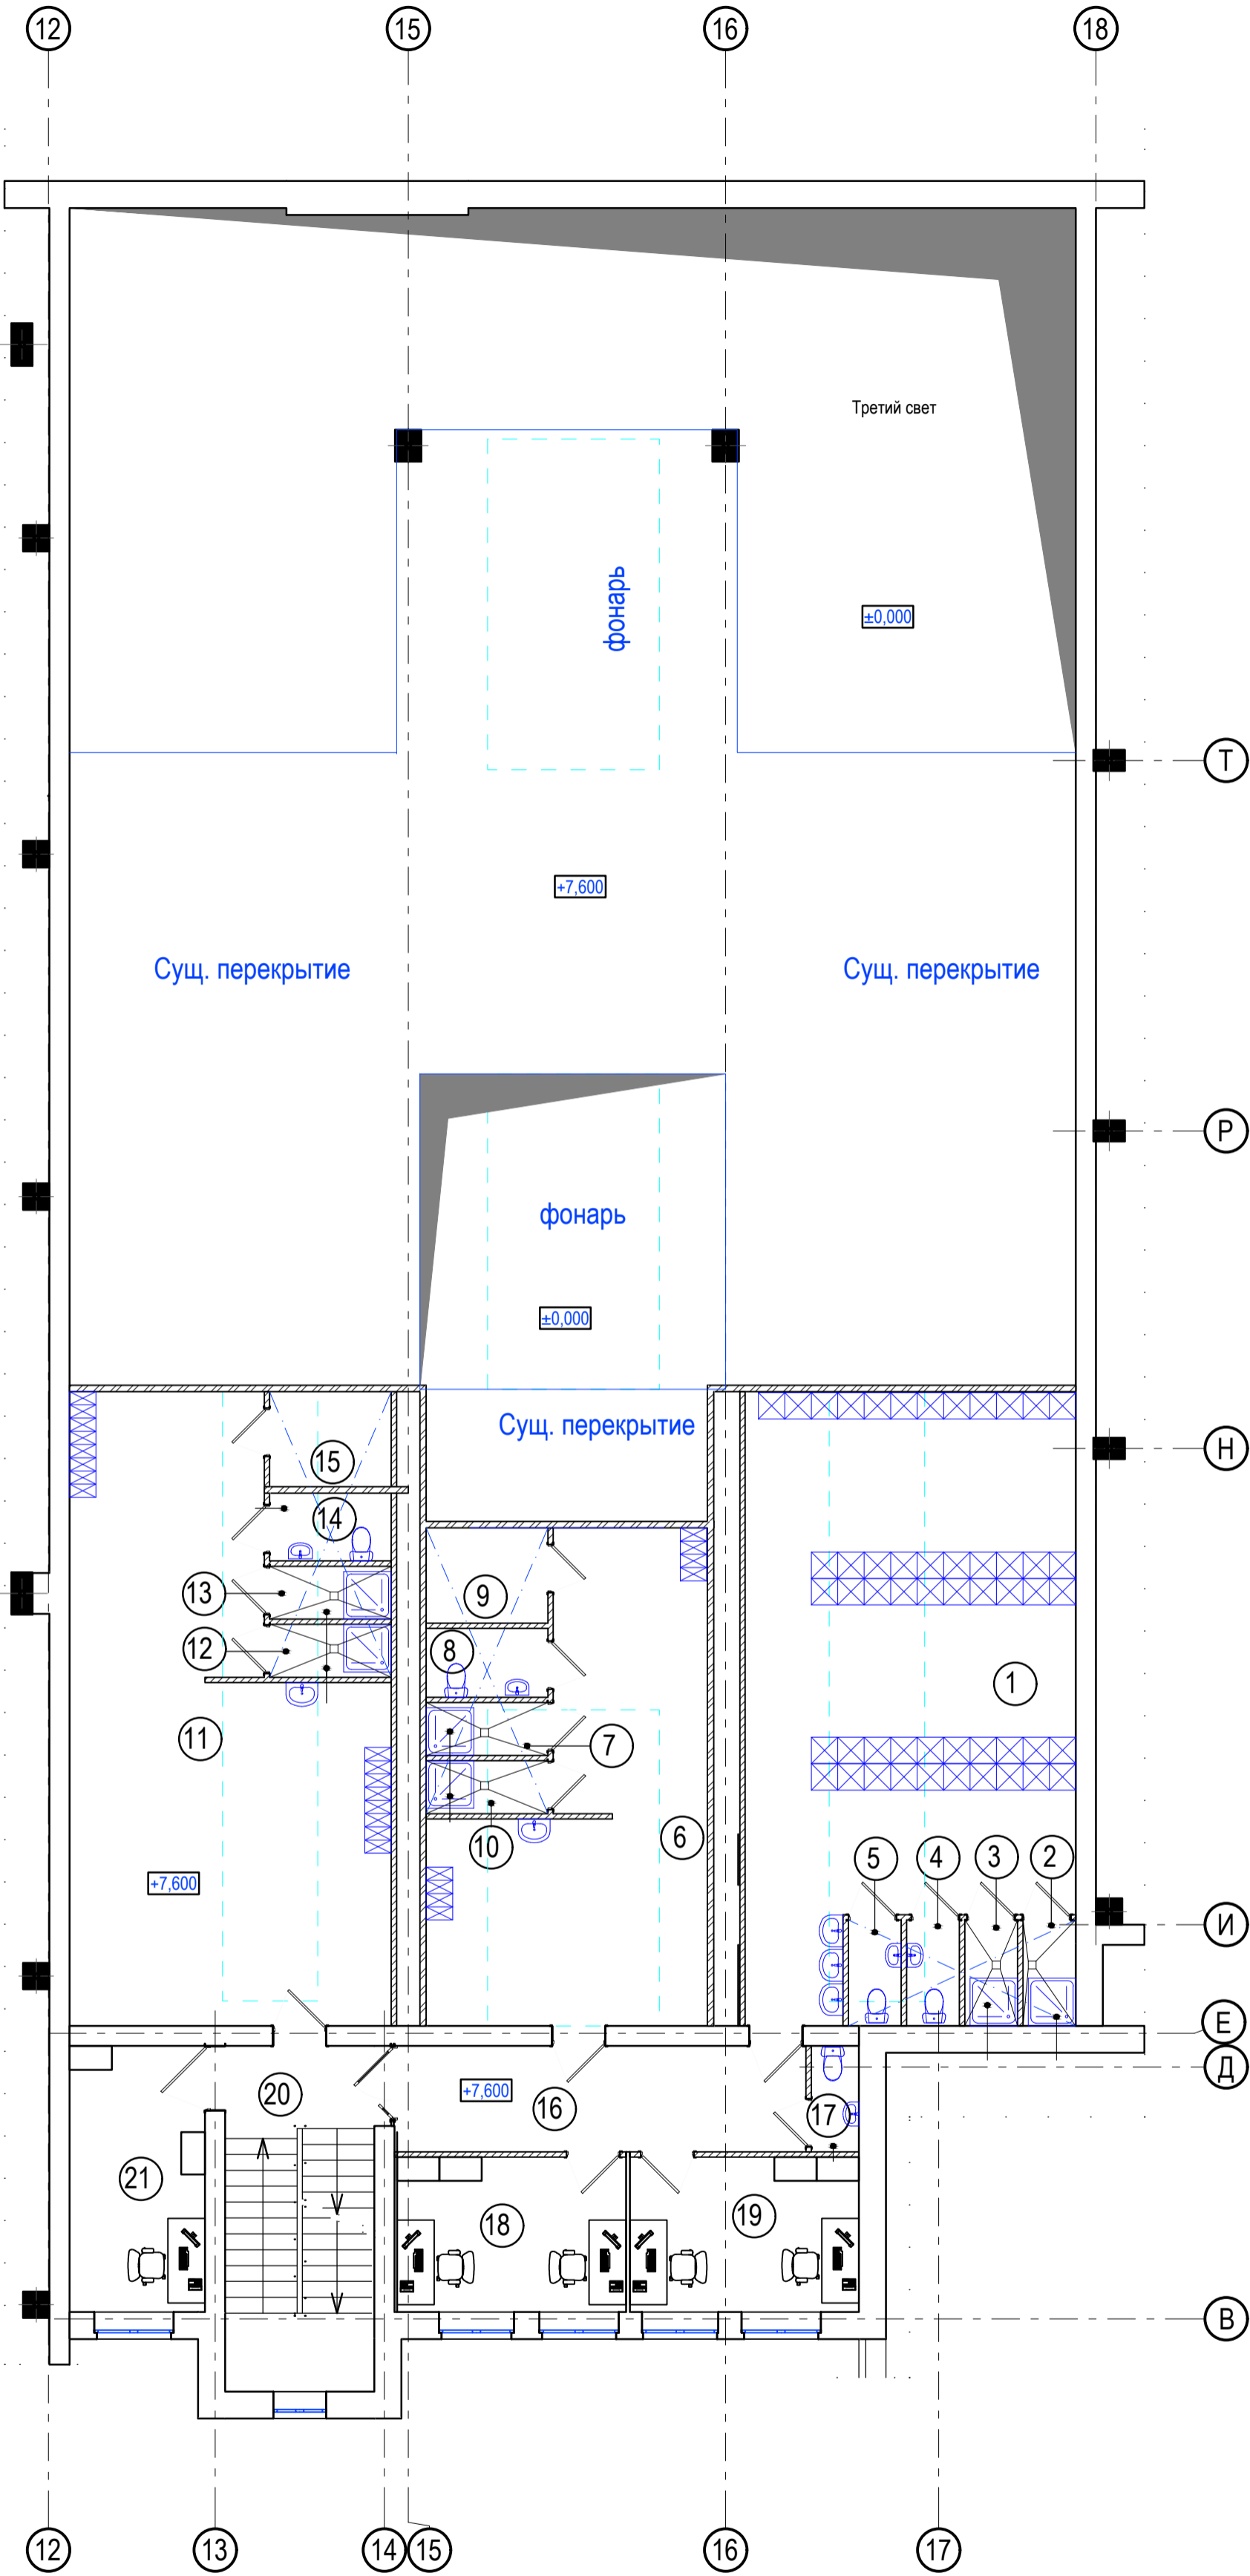 12
15
16
18
Третий свет
фонарь
±0,000
Т
+7,600
Сущ. перекрытие
Сущ. перекрытие
Р
фонарь
±0,000
Сущ. перекрытие
Н
15
14
13
9
12
8
1
11
7
6
10
5
4
3
2
+7,600
И
Е
Д
20
+7,600
16
17
21
18
19
В
12
13
14
15
16
17